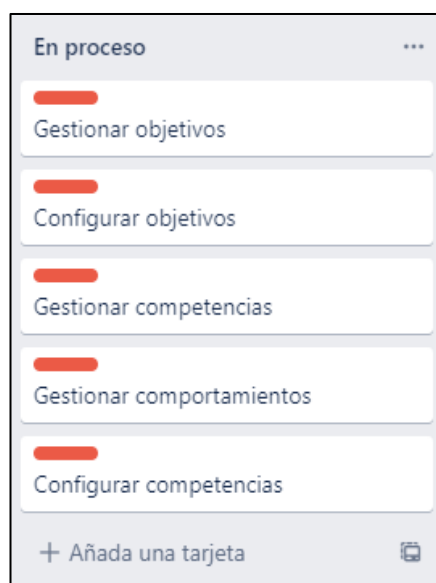 En proceso
Gestionar objetivos
Configurar objetivos
Gestionar competencias
Gestionar comportamientos
Configurar competencias
+ Añada una tarjeta